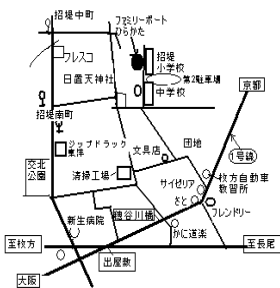 招堤中町
ファミリーポート
ひらかた
フレスコ
招堤
小学校
日置天神社
第2駐車場
中学校
京都
招堤南町
ジップドラッグ
東洋
文具店
団地
1号線
交北
公園
清掃工場
サイゼリア
枚方自動車
教習所
さと
フレンドリー
新生病院
穂谷川橋
かに道楽
至枚方
至長尾
出屋敷
大阪